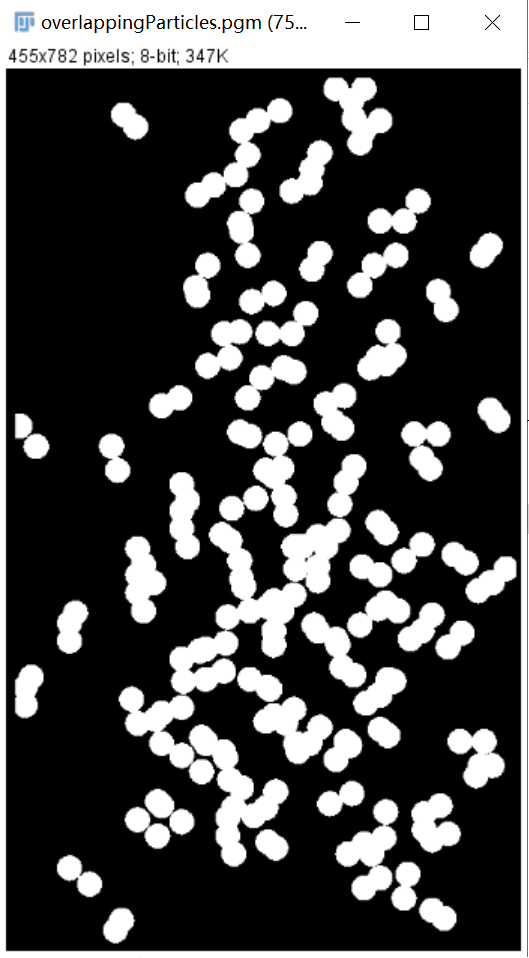 overlappingParticles.pgm (75...
455x782 pixels; 8-bit; 347K